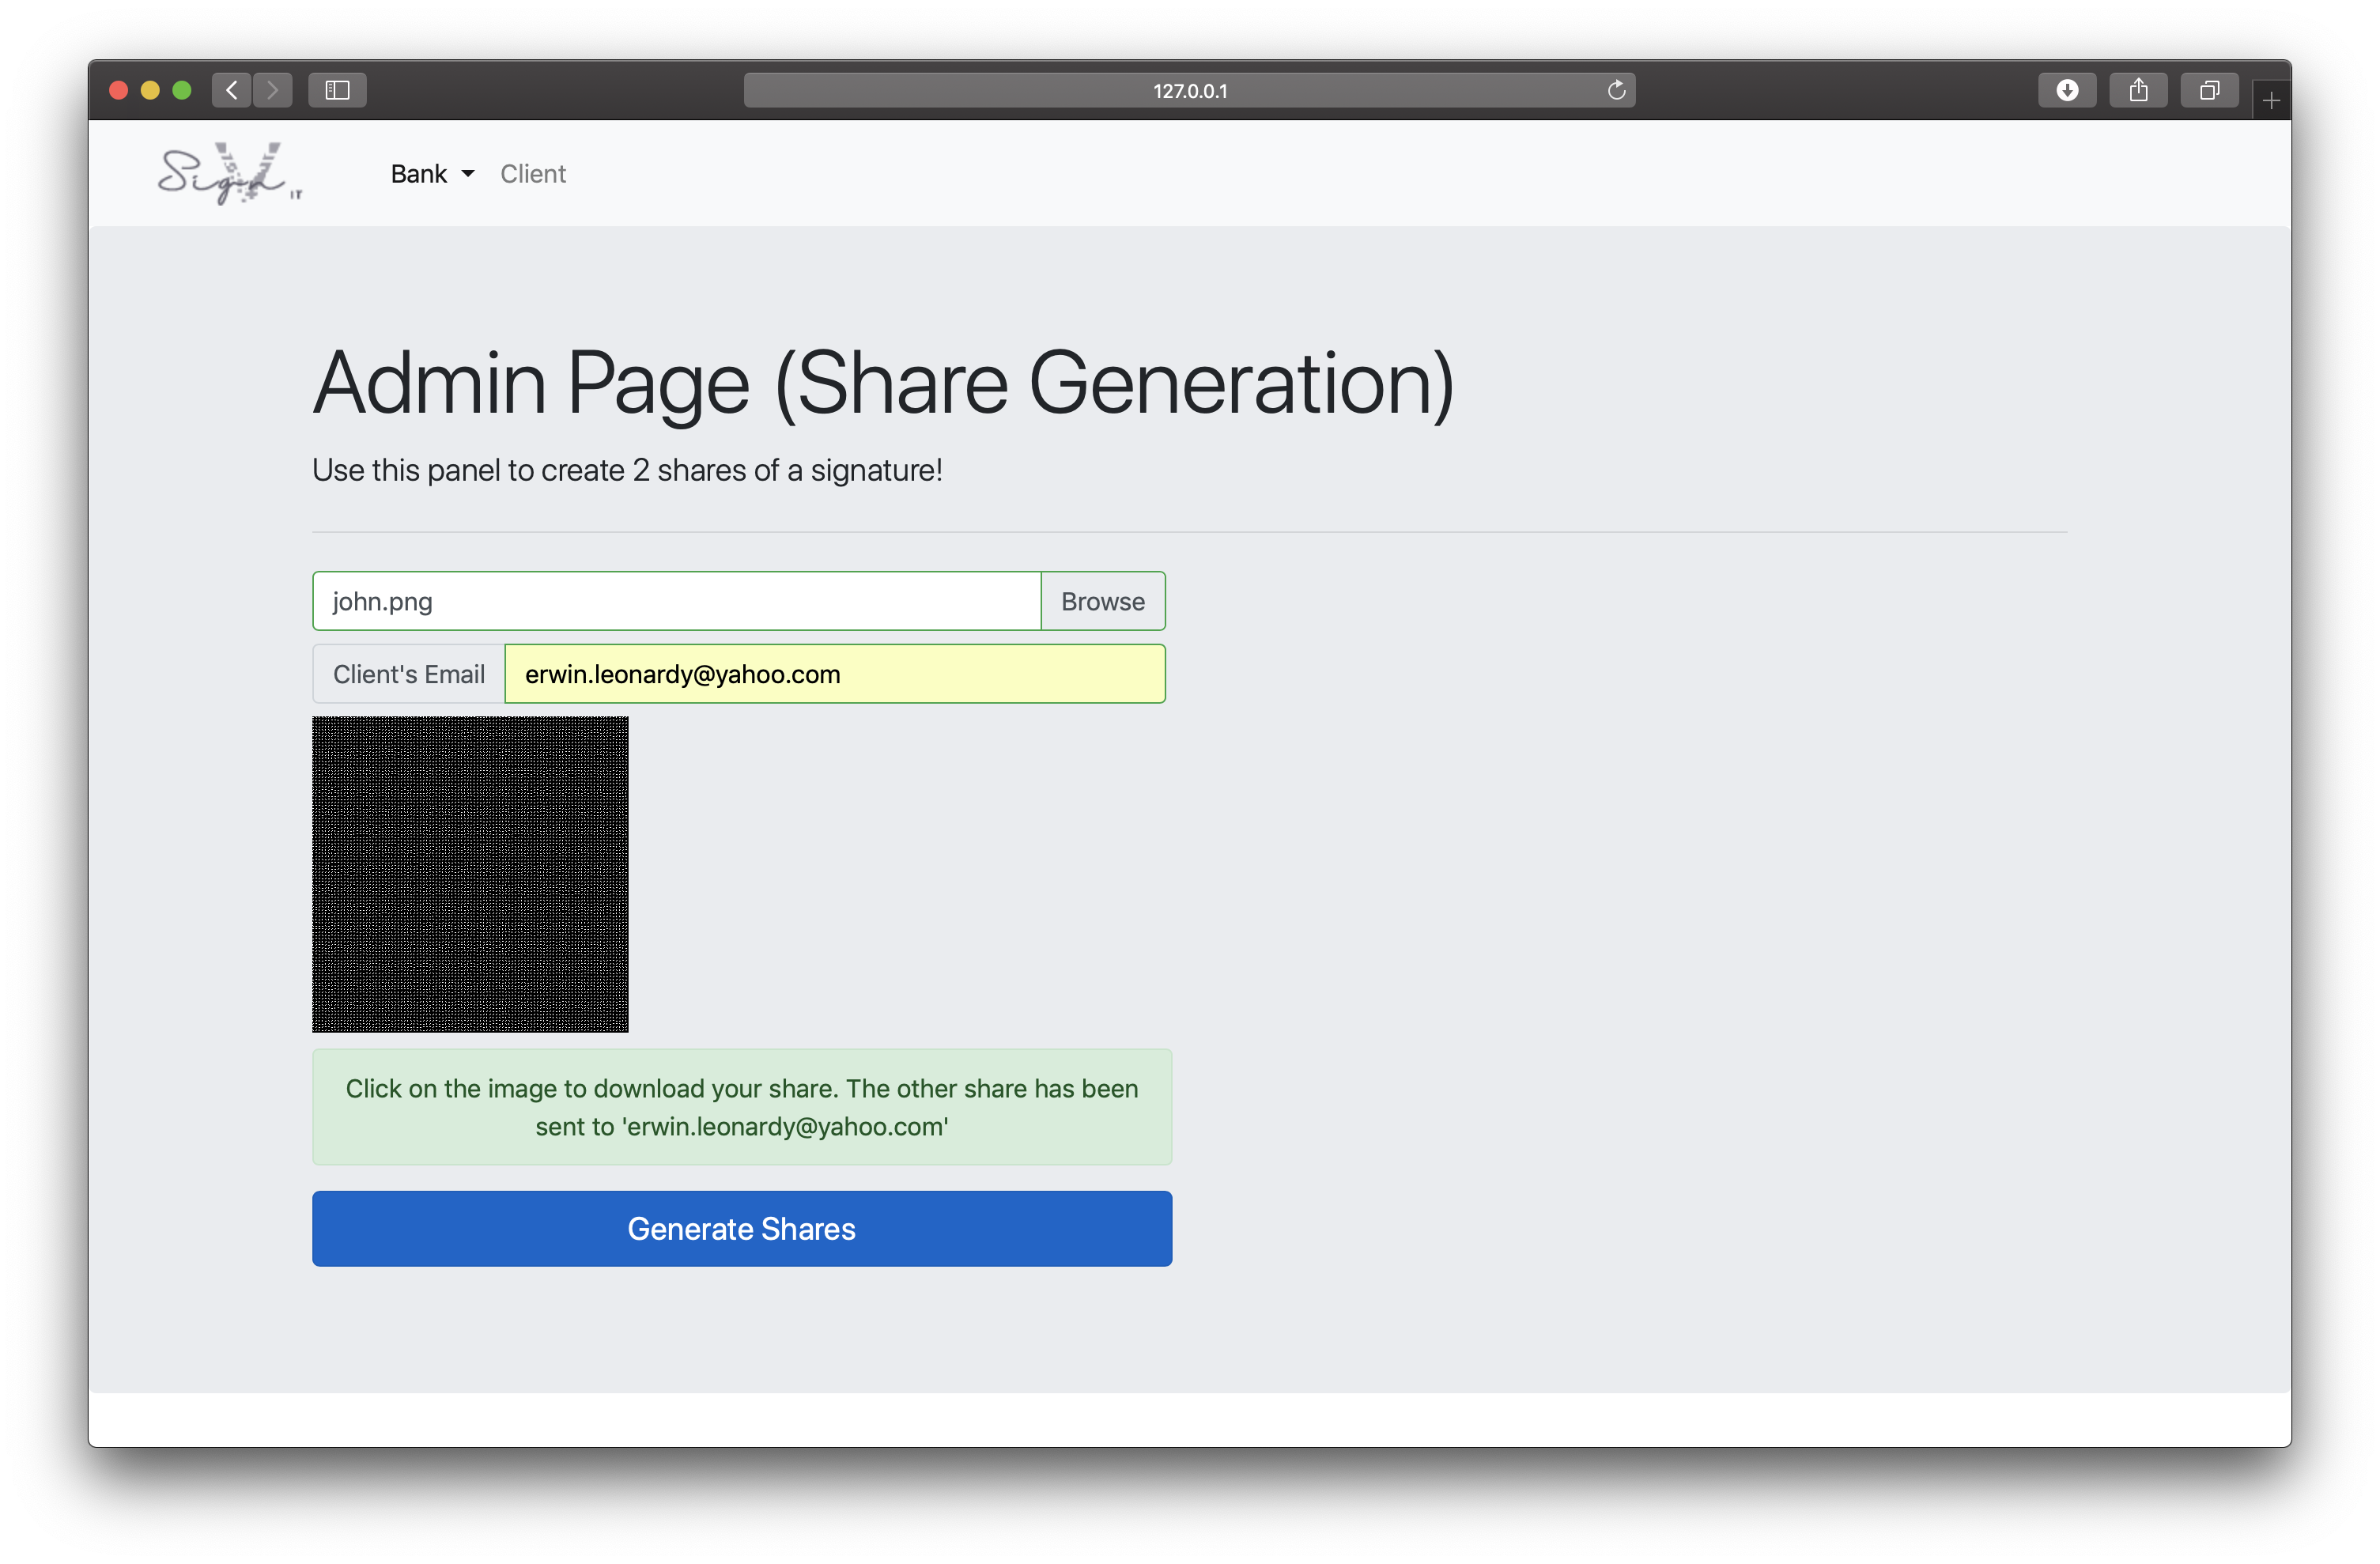 127.0.0.1
Sign IT
Bank Client
Admin Page (Share Generation)
Use this panel to create 2 shares of a signature!
john.png Browse
Client's Email erwin.leonardy@yahoo.com
Click on the image to download your share. The other share has been
sent to 'erwin.leonardy@yahoo.com'
Generate Shares